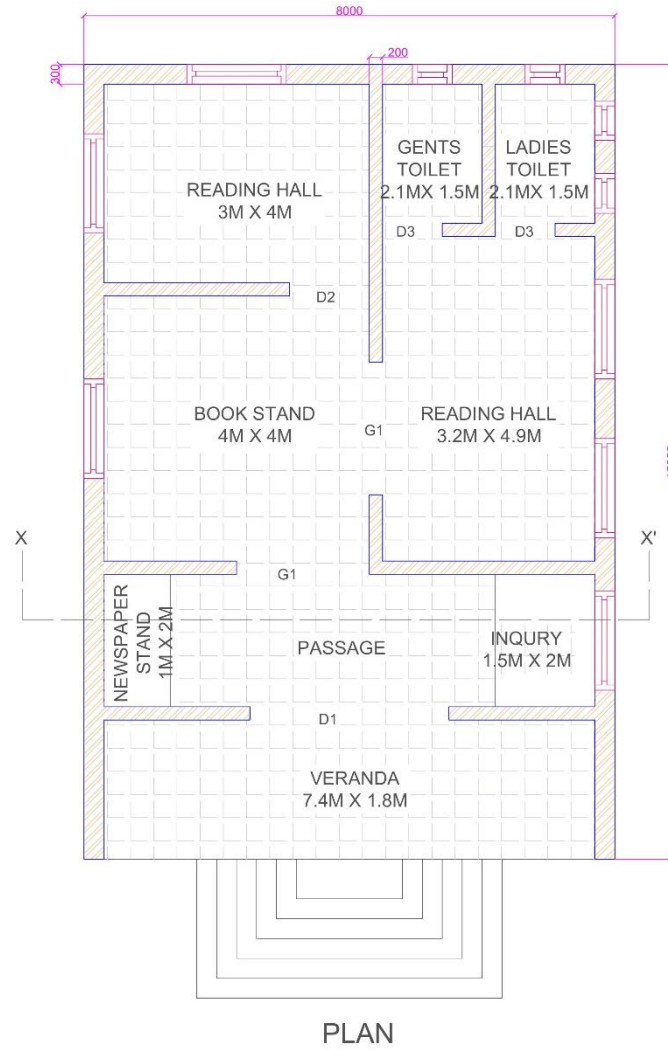 8000
200
300
GENTS
TOILET
2.1MX 1.5M
LADIES
TOILET
2.1MX 1.5M
READING HALL
3M X 4M
D3
D3
D2
BOOK STAND
4M X 4M
READING HALL
3.2M X 4.9M
G1
X
X'
G1
NEWSPAPER
STAND
1M X 2M
PASSAGE
INQURY
1.5M X 2M
D1
VERANDA
7.4M X 1.8M
PLAN